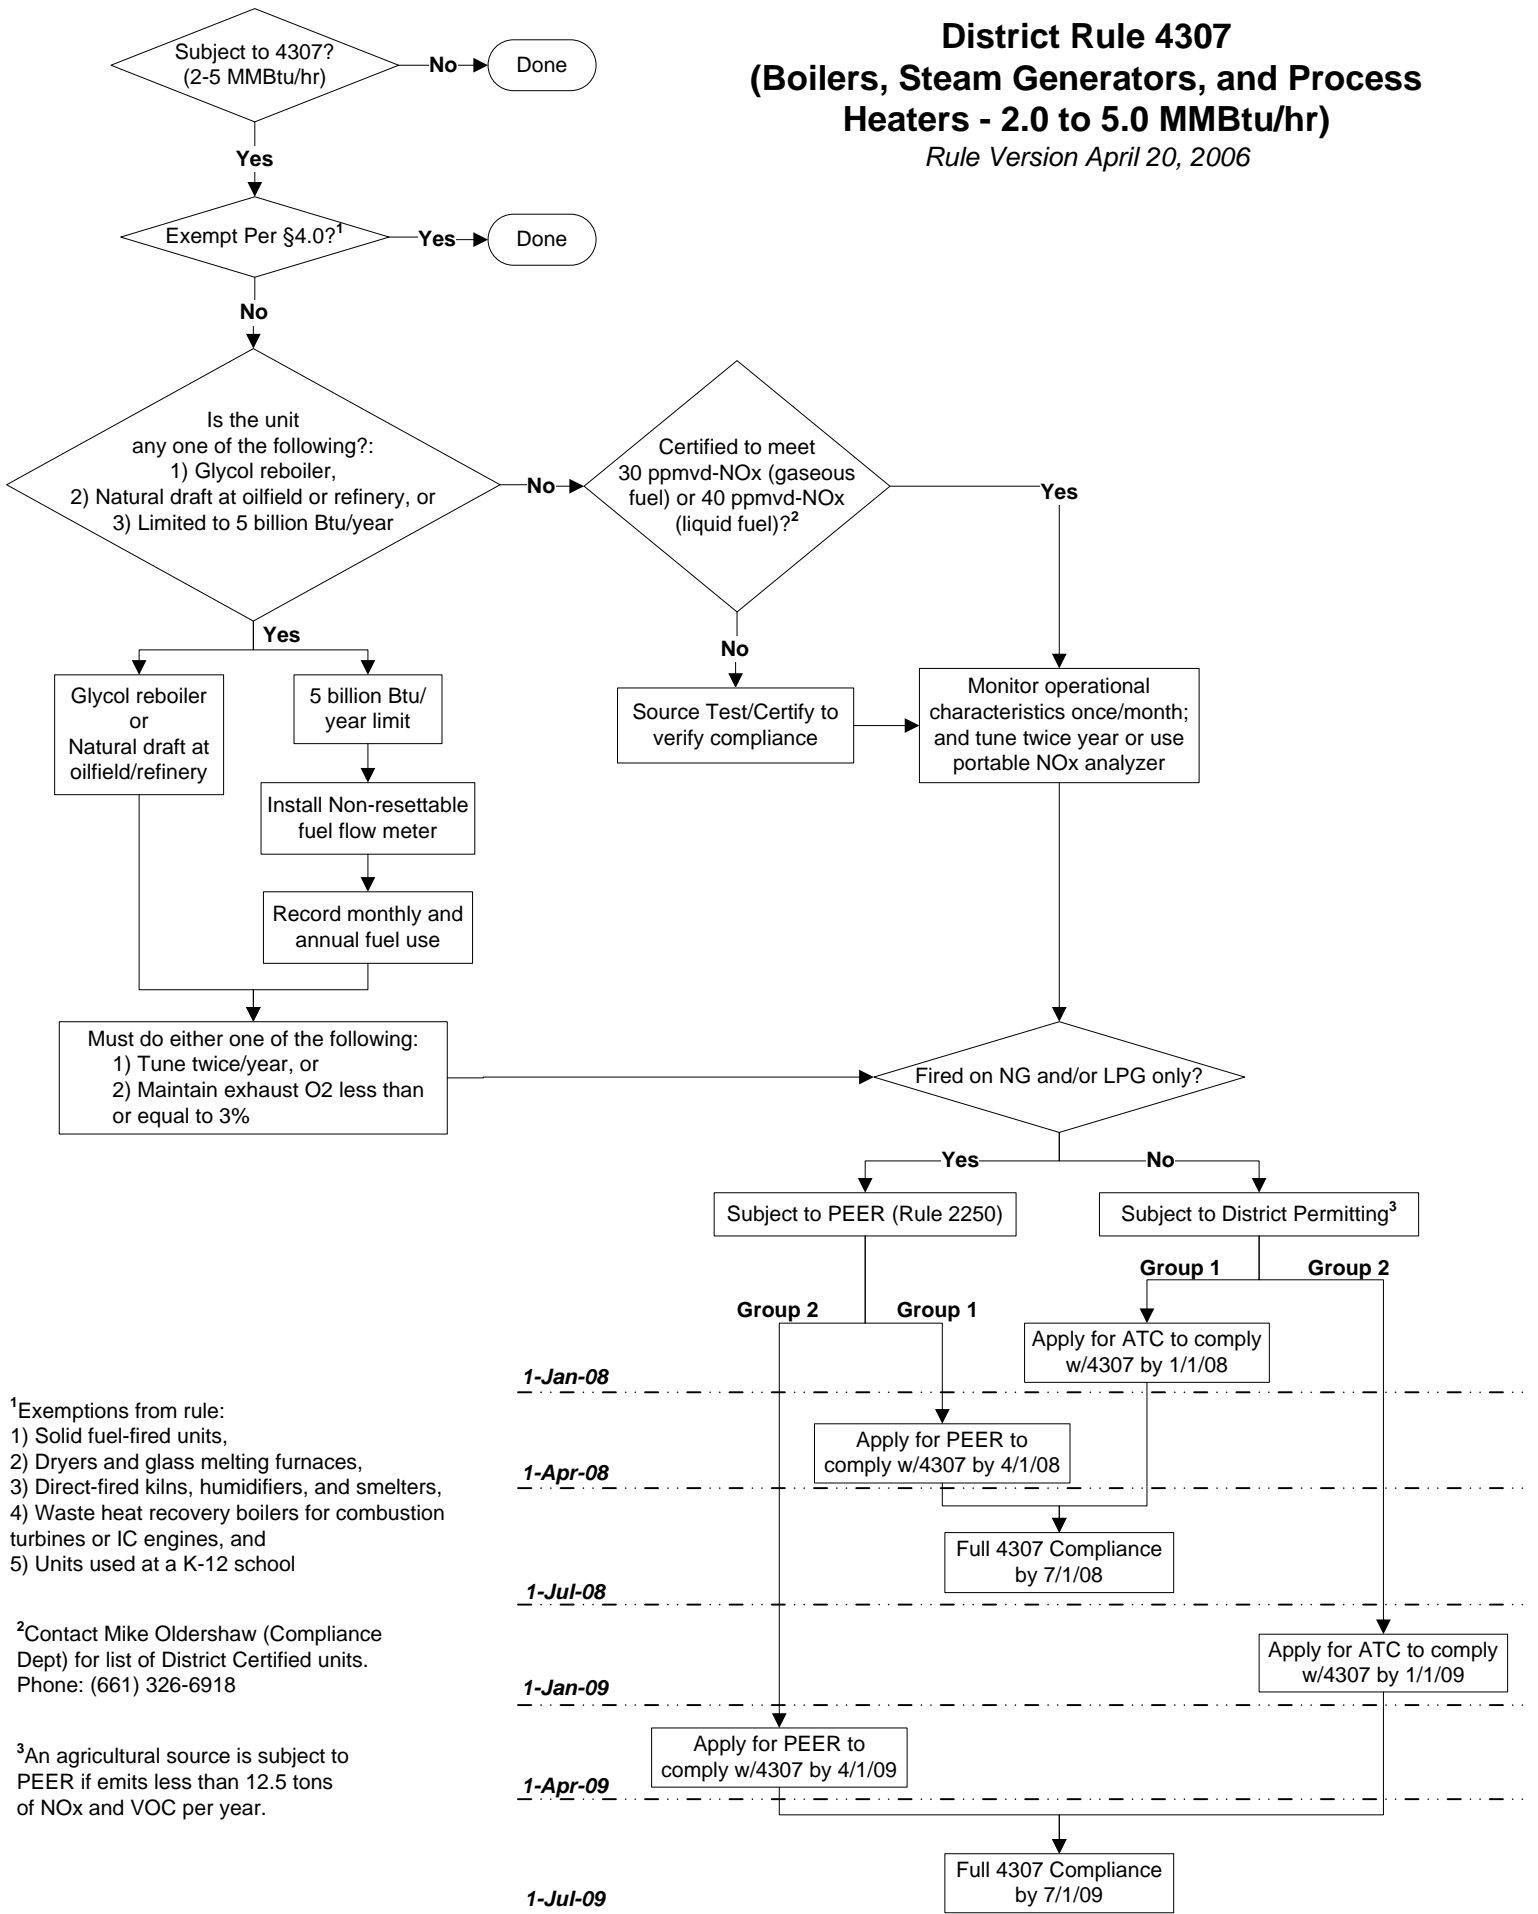 District Rule 4307
(Boilers, Steam Generators, and Process
Heaters - 2.0 to 5.0 MMBtu/hr)
Rule Version April 20, 2006
Subject to 4307?
(2-5 MMBtu/hr)
No
Done
Yes
Exempt Per §4.0?¹
Yes
Done
No
Is the unit
any one of the following?:
1) Glycol reboiler,
2) Natural draft at oilfield or refinery, or
3) Limited to 5 billion Btu/year
No
Certified to meet
30 ppmvd-NOx (gaseous
fuel) or 40 ppmvd-NOx
(liquid fuel)?²
Yes
Yes
No
Glycol reboiler
or
Natural draft at
oilfield/refinery
5 billion Btu/
year limit
Source Test/Certify to
verify compliance
Monitor operational
characteristics once/month;
and tune twice year or use
portable NOx analyzer
Install Non-resettable
fuel flow meter
Record monthly and
annual fuel use
Must do either one of the following:
1) Tune twice/year, or
2) Maintain exhaust O2 less than
or equal to 3%
Fired on NG and/or LPG only?
Yes
No
Subject to PEER (Rule 2250)
Subject to District Permitting³
Group 1
Group 2
Group 2
Group 1
Apply for ATC to comply
w/4307 by 1/1/08
1-Jan-08
Apply for PEER to
comply w/4307 by 4/1/08
1-Apr-08
Full 4307 Compliance
by 7/1/08
1-Jul-08
Apply for ATC to comply
w/4307 by 1/1/09
1-Jan-09
Apply for PEER to
comply w/4307 by 4/1/09
1-Apr-09
Full 4307 Compliance
by 7/1/09
1-Jul-09
¹Exemptions from rule:
1) Solid fuel-fired units,
2) Dryers and glass melting furnaces,
3) Direct-fired kilns, humidifiers, and smelters,
4) Waste heat recovery boilers for combustion
turbines or IC engines, and
5) Units used at a K-12 school
²Contact Mike Oldershaw (Compliance
Dept) for list of District Certified units.
Phone: (661) 326-6918
³An agricultural source is subject to
PEER if emits less than 12.5 tons
of NOx and VOC per year.